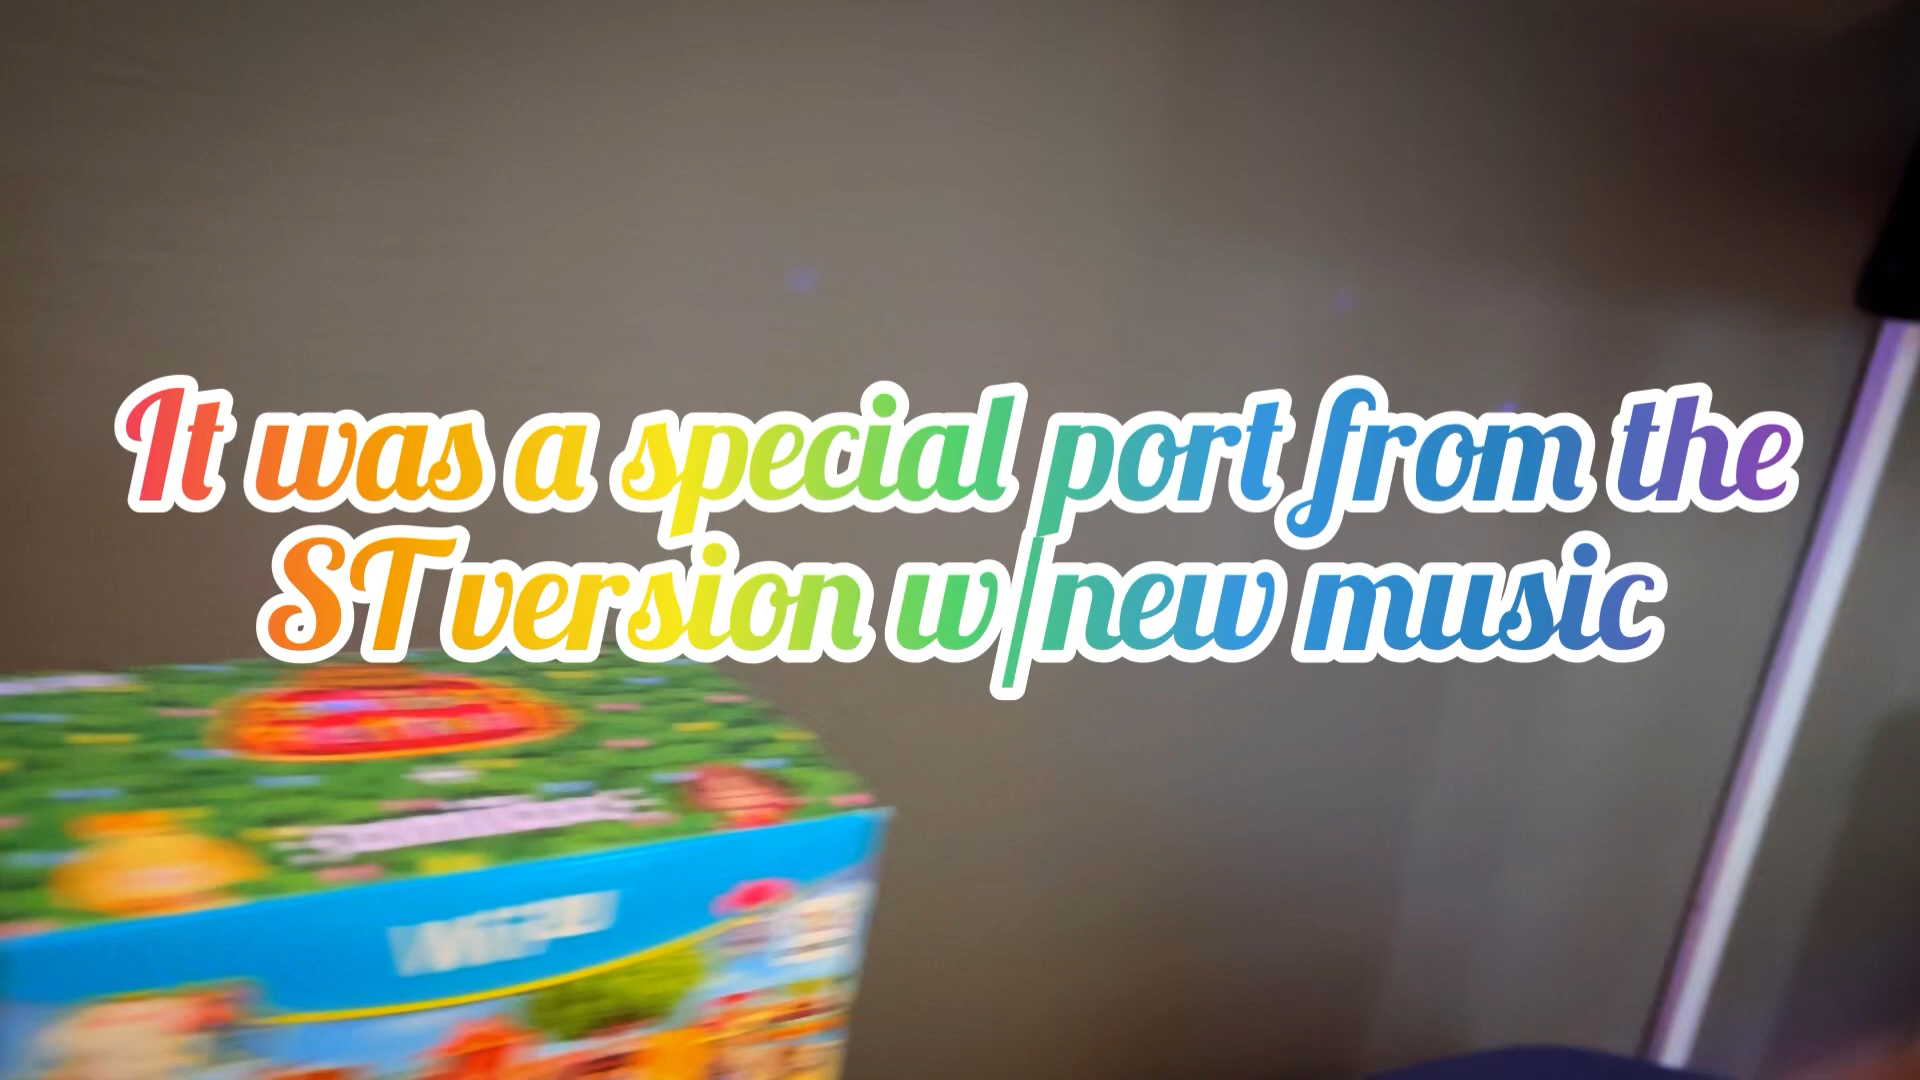 It was a special port from the
ST version w/new music